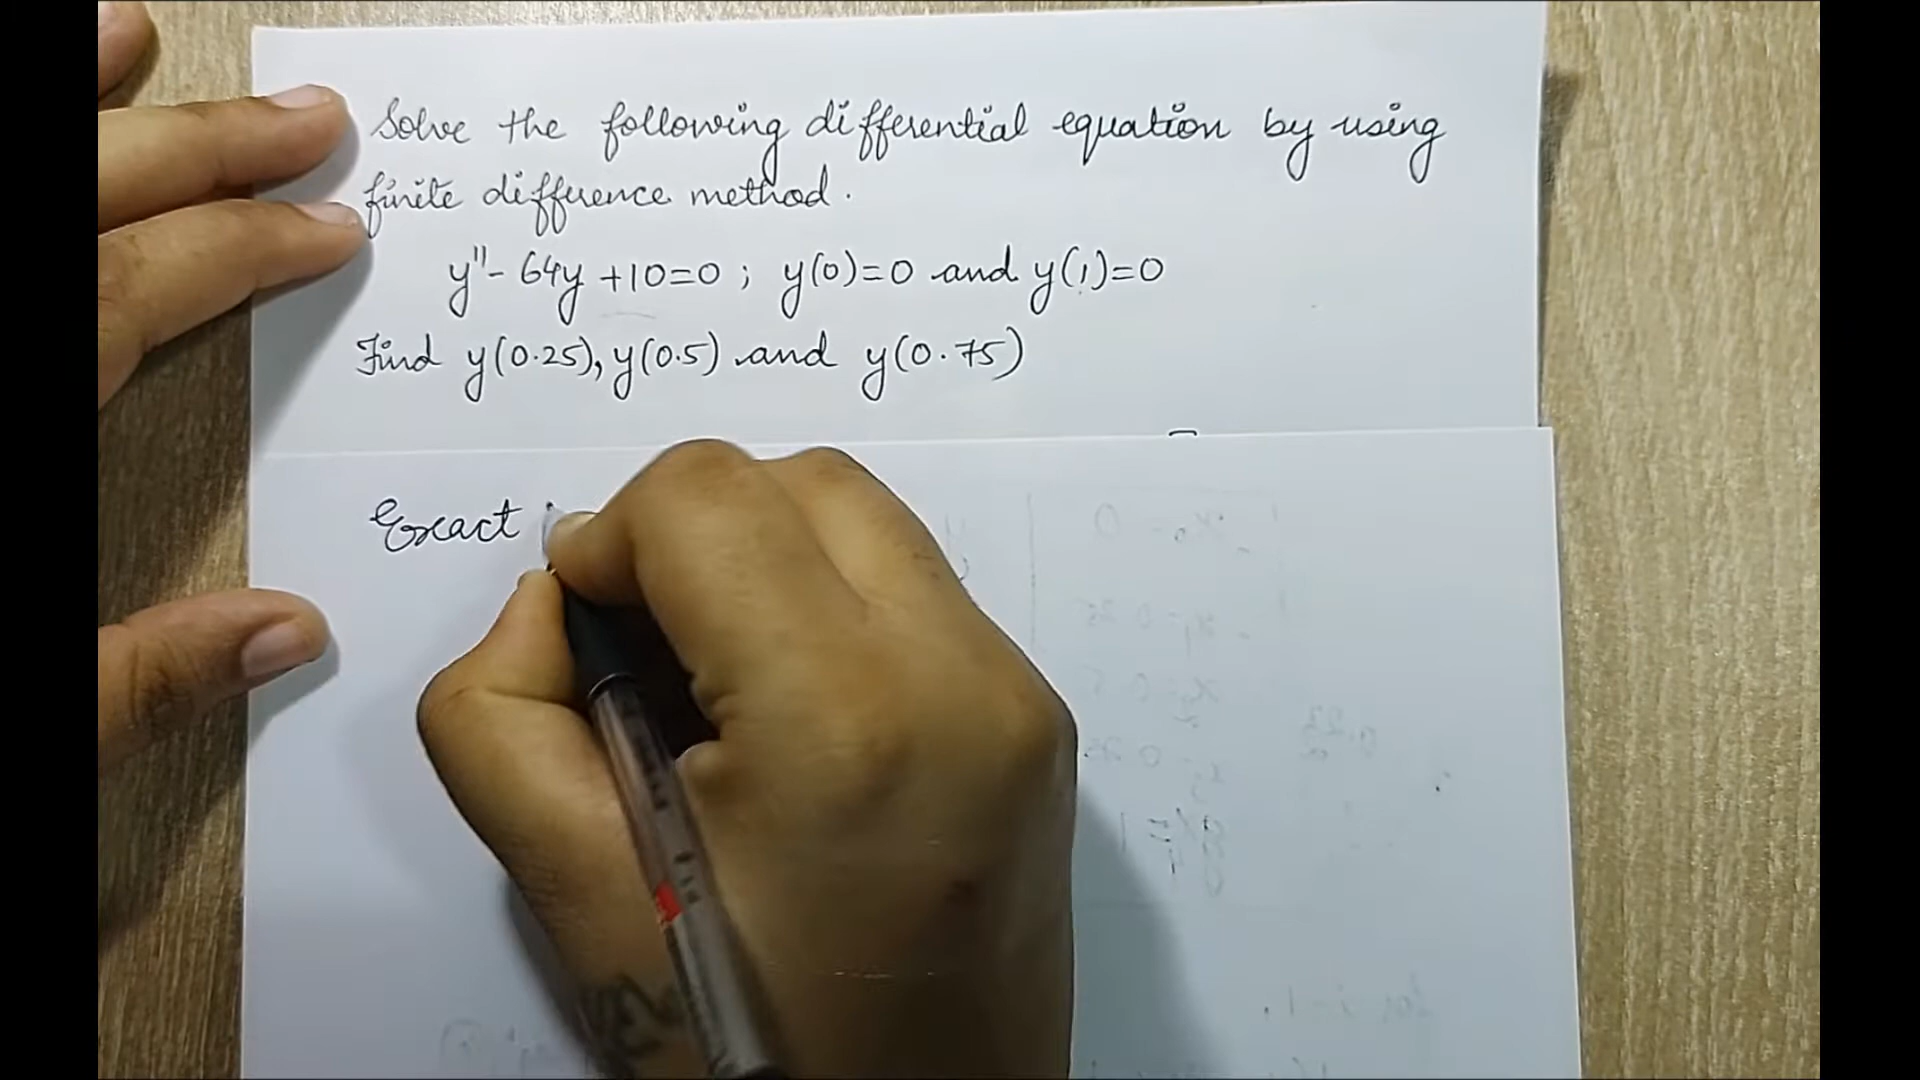 Solve the following differential equation by using
finite difference method.
y"- 64y +10=0 ; y(0)=0 and y(1)=0
Find y(0.25), y(0.5) and y(0.75)
Exact